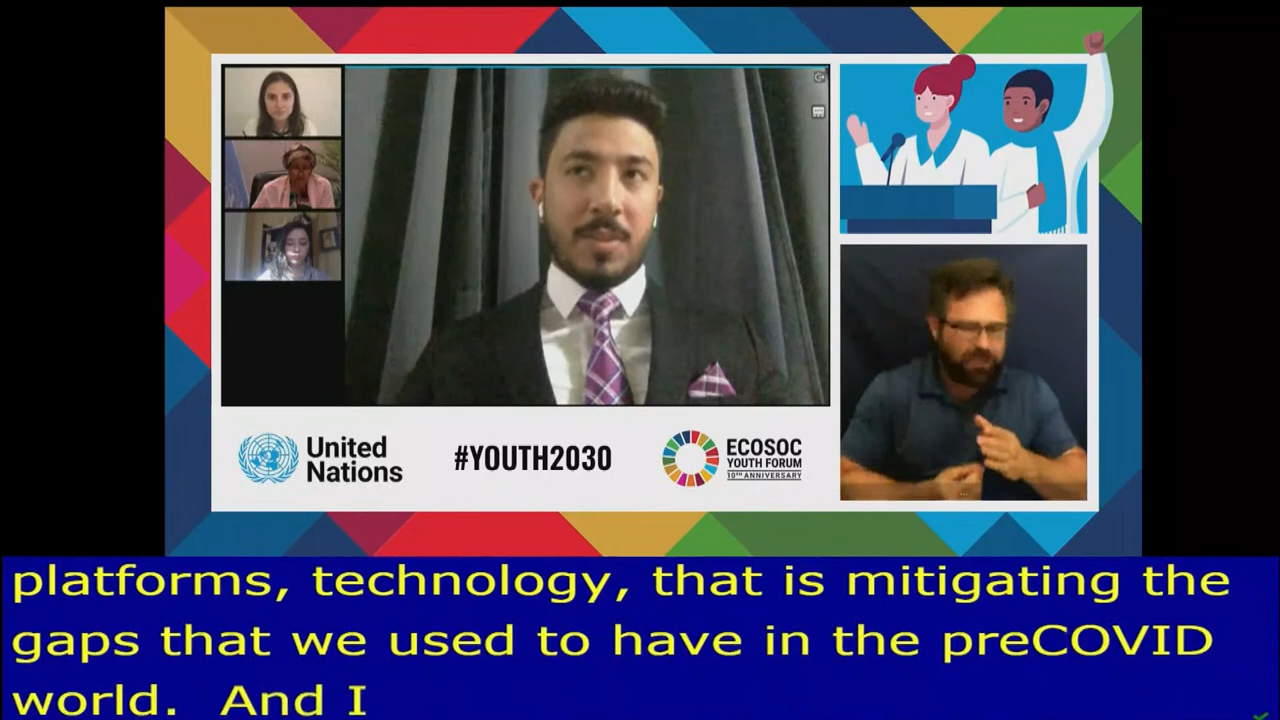 United
Nations
#YOUTH2030
ECOSOC
YOUTH FORUM
10TH ANNIVERSARY
platforms, technology, that is mitigating the
gaps that we used to have in the preCOVID
world.  And I